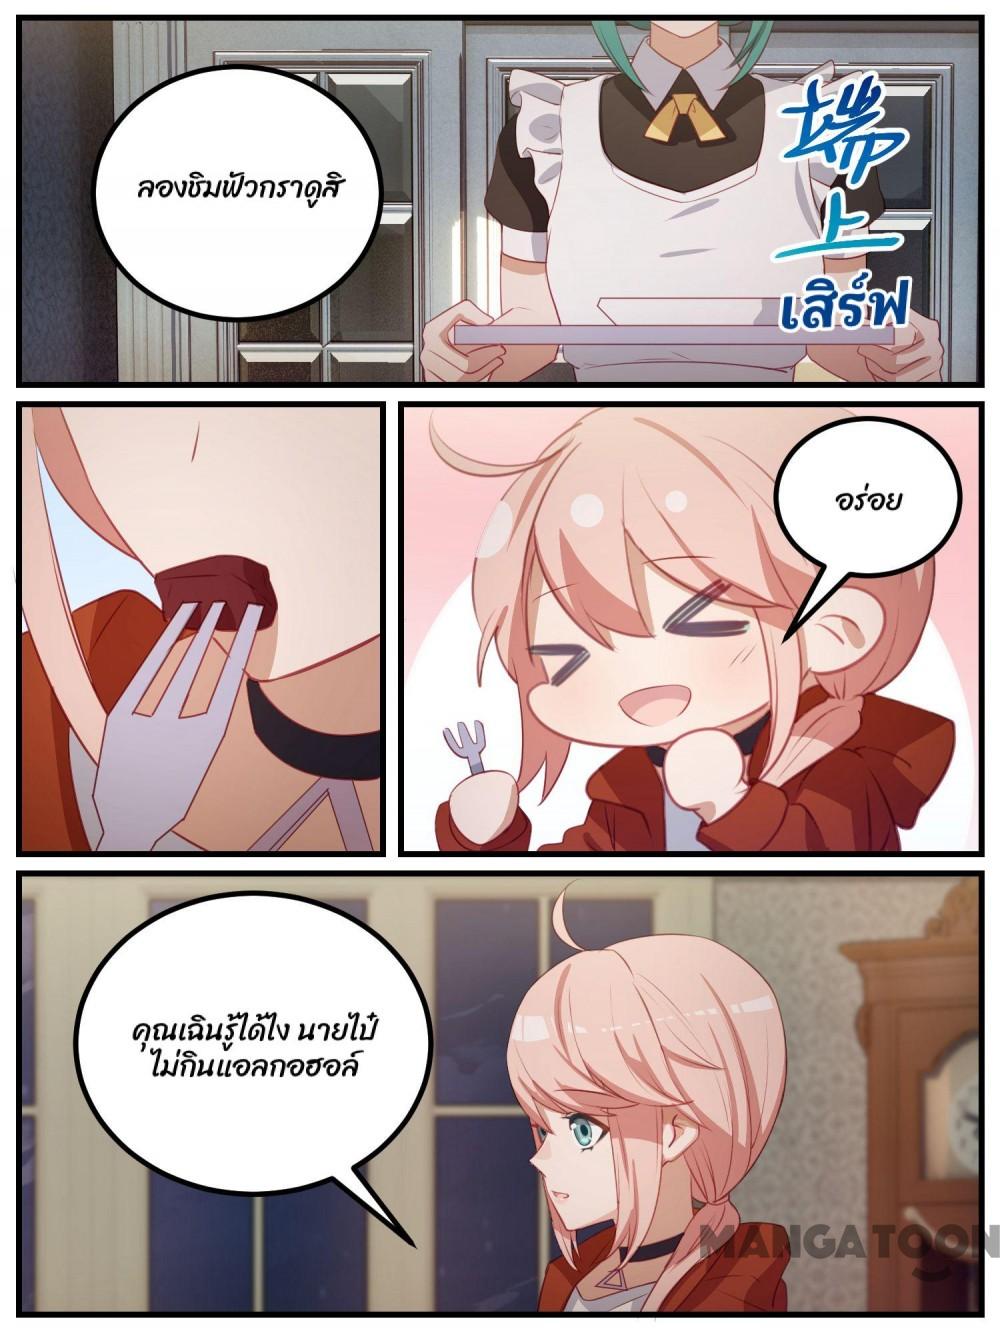 ลองชิมฟัวกราดูสิ
端
上
เสิร์ฟ
อร่อย
คุณเฉินรู้ได้ไง นายไป๋
ไม่กินแอลกอฮอล์
MANGATOON